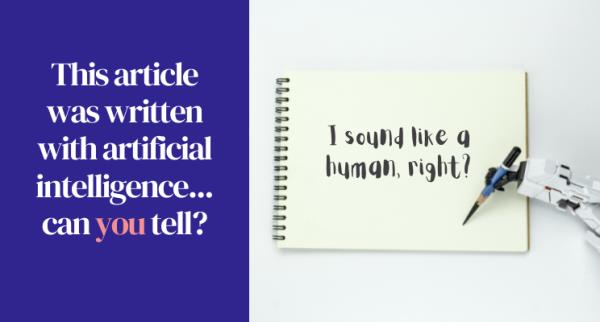 This article
was written
with artificial
intelligence...
can you tell?
I sound like a
human, right?